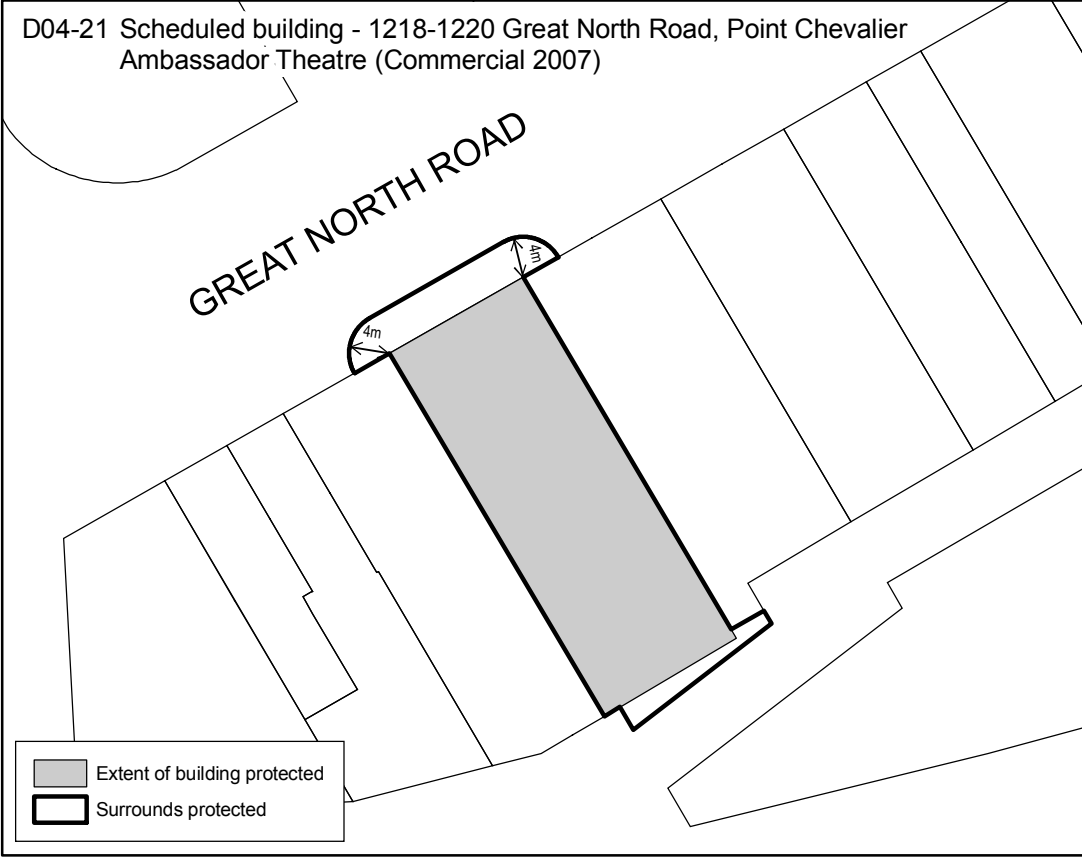 D04-21 Scheduled building - 1218-1220 Great North Road, Point Chevalier
Ambassador Theatre (Commercial 2007)
GREAT NORTH ROAD
4m
4m
Extent of building protected
Surrounds protected